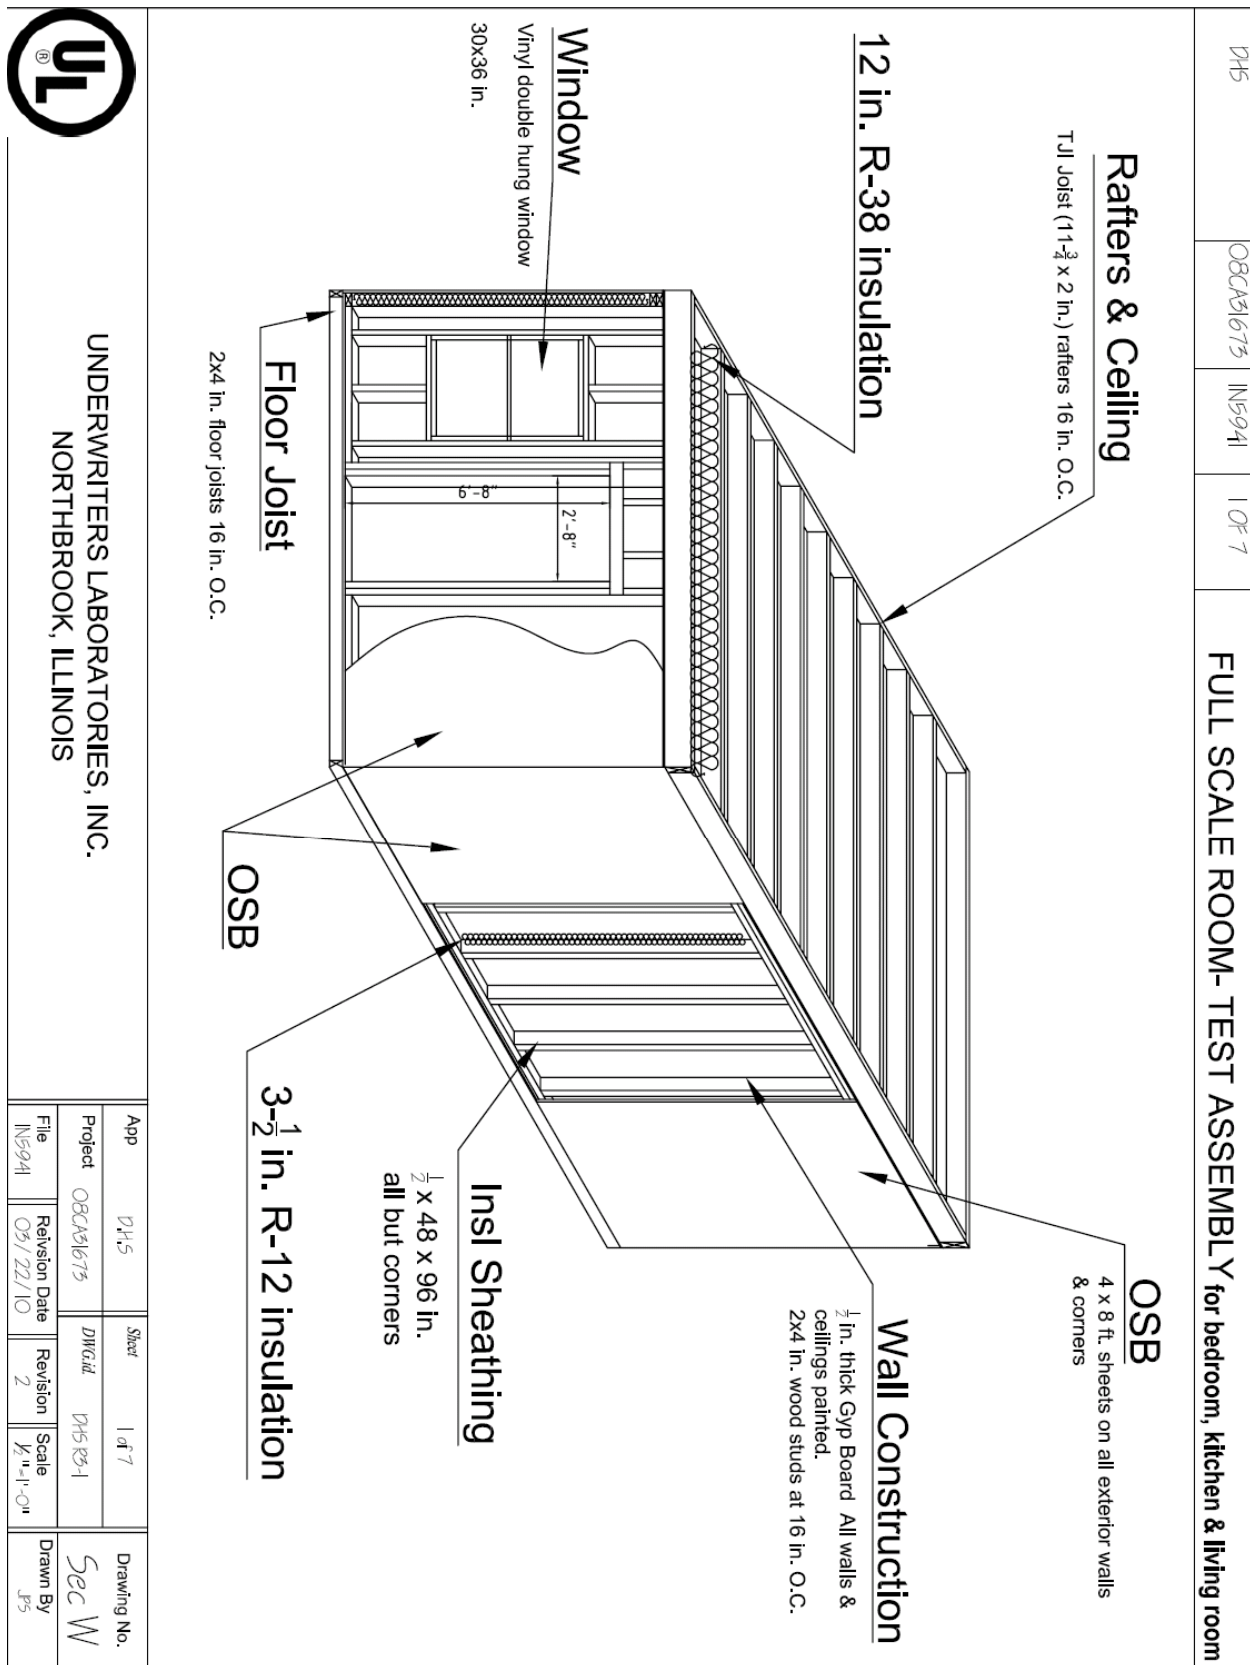 DHS
08CA31673
IN5941
1 OF 7
FULL SCALE ROOM- TEST ASSEMBLY for bedroom, kitchen & living room
Rafters & Ceiling
TJI Joist (11-3/4 x 2 in.) rafters 16 in. O.C.
12 in. R-38 insulation
Window
Vinyl double hung window
30x36 in.
6'-8"
2'-8"
Floor Joist
2x4 in. floor joists 16 in. O.C.
OSB
4 x 8 ft. sheets on all exterior walls
& corners
Wall Construction
1/2 in. thick Gyp Board All walls &
ceilings painted.
2x4 in. wood studs at 16 in. O.C.
Insl Sheathing
1/2 x 48 x 96 in.
all but corners
3-1/2 in. R-12 insulation
OSB
UL
®
UNDERWRITERS LABORATORIES, INC.
NORTHBROOK, ILLINOIS
App DHS
Sheet 1 of 7
Drawing No.
Sec W
Project 08CA31673
DWG.id. DHS R3-1
File
IN5941
Reivsion Date
03/22/10
Revision
2
Scale
1/2"=1'-0"
Drawn By
JPS